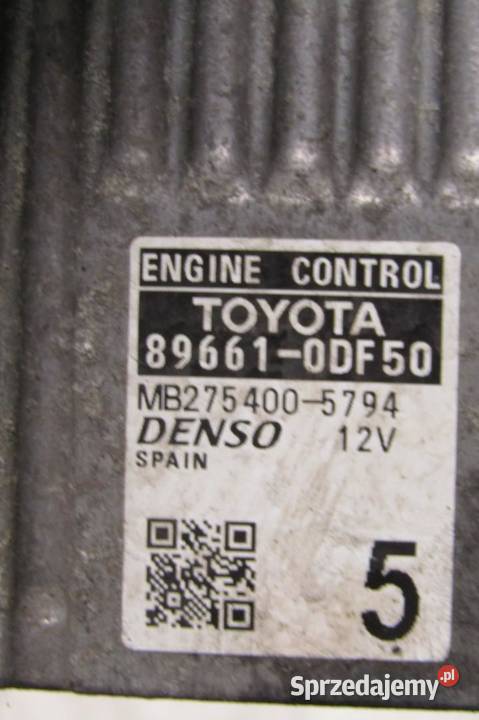 ENGINE CONTROL
TOYOTA
89661-0DF50
MB275400-5794
DENSO 12V
SPAIN
5
Sprzedajemy.pl